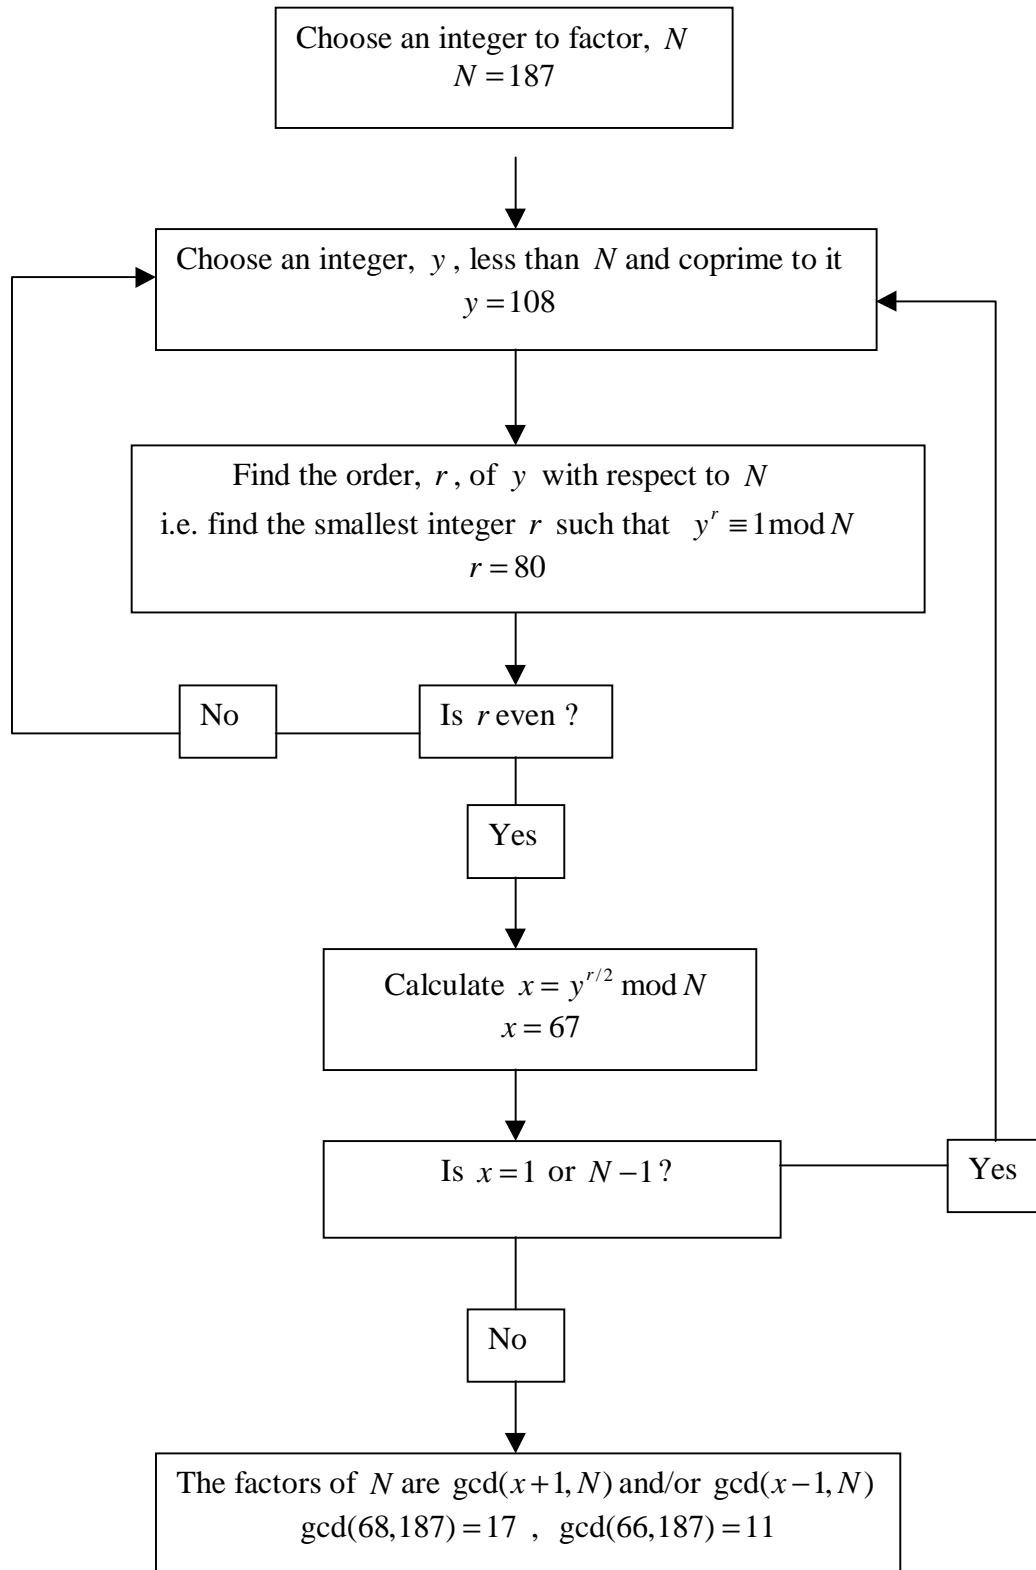 Choose an integer to factor, N
N = 187
Choose an integer, y , less than N and coprime to it
y = 108
Find the order, r , of y with respect to N
i.e. find the smallest integer r such that y^r ≡ 1 mod N
r = 80
No
Is r even ?
Yes
Calculate x = y^{r/2} mod N
x = 67
Is x = 1 or N − 1 ?
Yes
No
The factors of N are gcd(x+1, N) and/or gcd(x−1, N)
gcd(68,187) = 17 , gcd(66,187) = 11